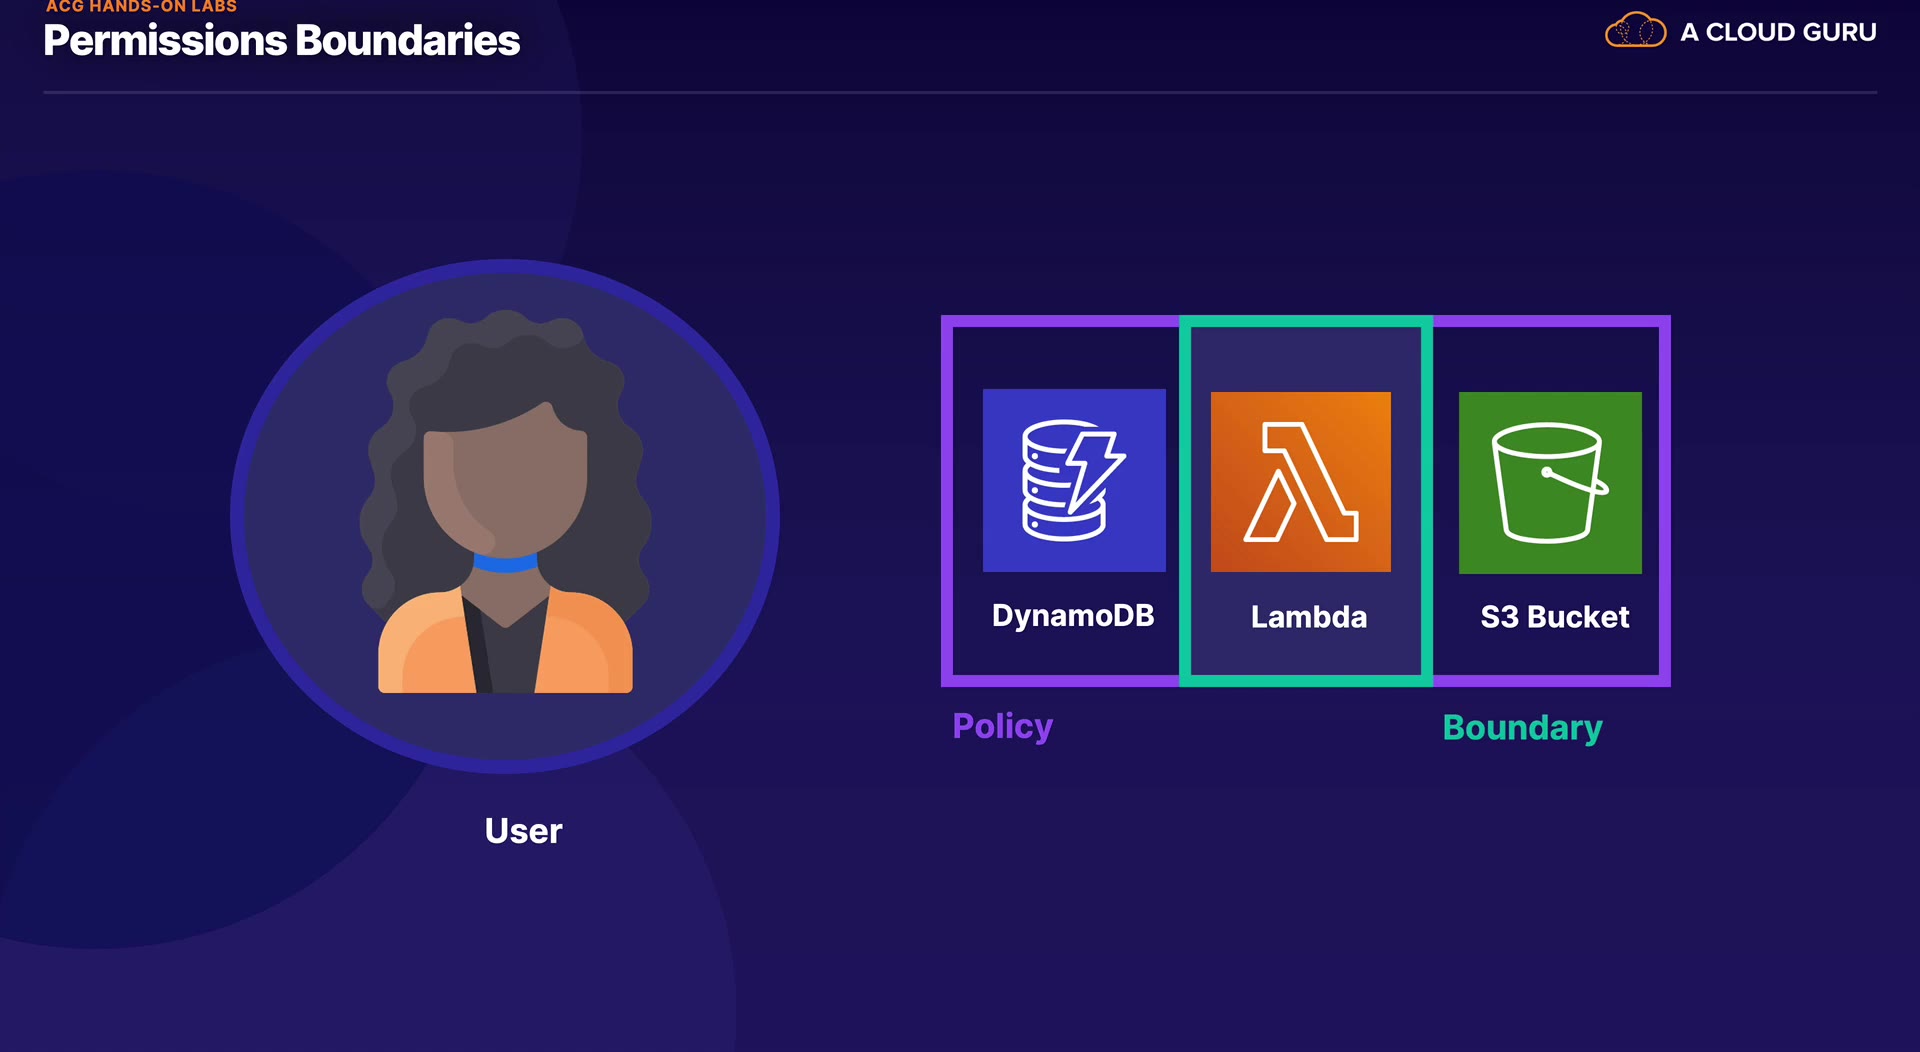 ACG HANDS-ON LABS
Permissions Boundaries
A CLOUD GURU
DynamoDB
Lambda
S3 Bucket
Policy
Boundary
User